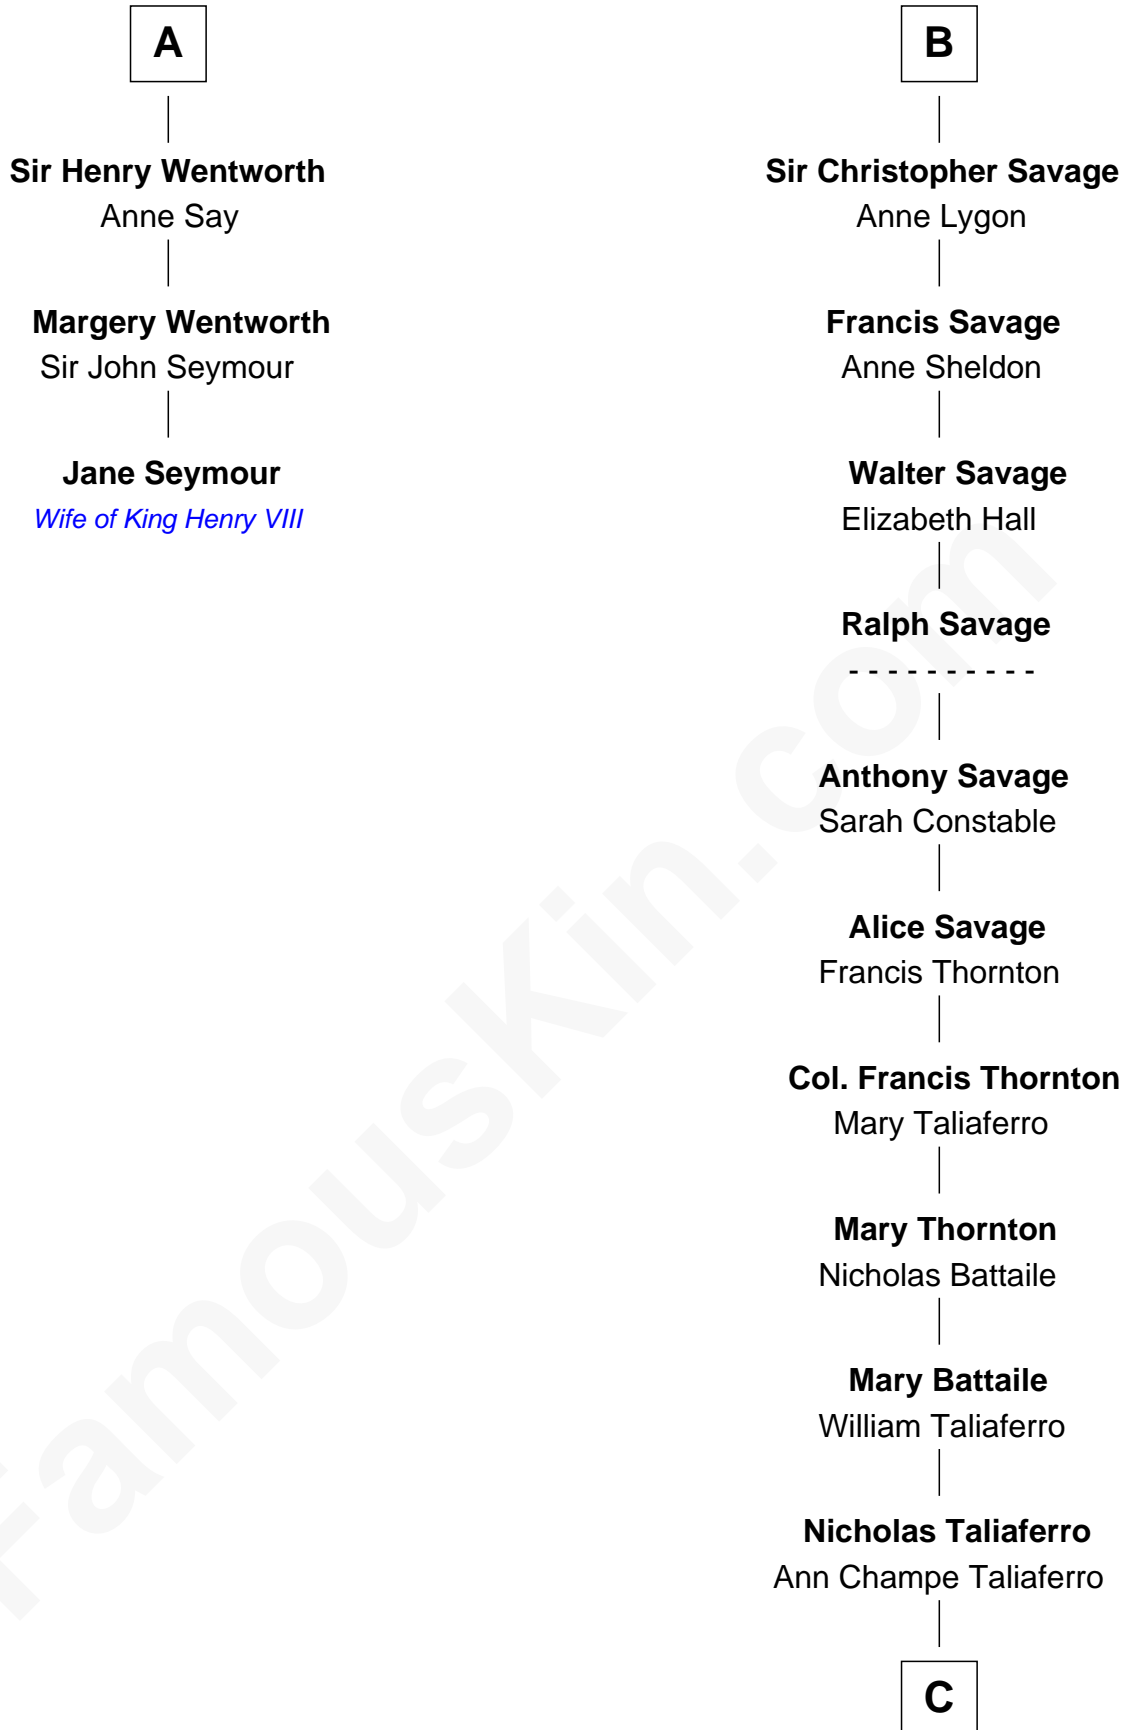 A
Sir Henry Wentworth
Anne Say
Margery Wentworth
Sir John Seymour
Jane Seymour
Wife of King Henry VIII
B
Sir Christopher Savage
Anne Lygon
Francis Savage
Anne Sheldon
Walter Savage
Elizabeth Hall
Ralph Savage
- - - - - - - - - -
Anthony Savage
Sarah Constable
Alice Savage
Francis Thornton
Col. Francis Thornton
Mary Taliaferro
Mary Thornton
Nicholas Battaile
Mary Battaile
William Taliaferro
Nicholas Taliaferro
Ann Champe Taliaferro
C
FamousKin.com